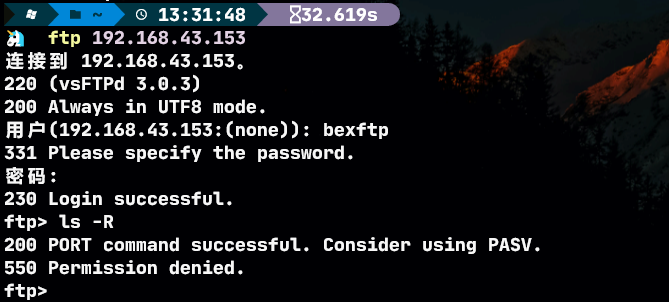 ~ 13:31:48 32.619s
ftp 192.168.43.153
连接到 192.168.43.153。
220 (vsFTPd 3.0.3)
200 Always in UTF8 mode.
用户(192.168.43.153:(none)): bexftp
331 Please specify the password.
密码:
230 Login successful.
ftp> ls -R
200 PORT command successful. Consider using PASV.
550 Permission denied.
ftp>